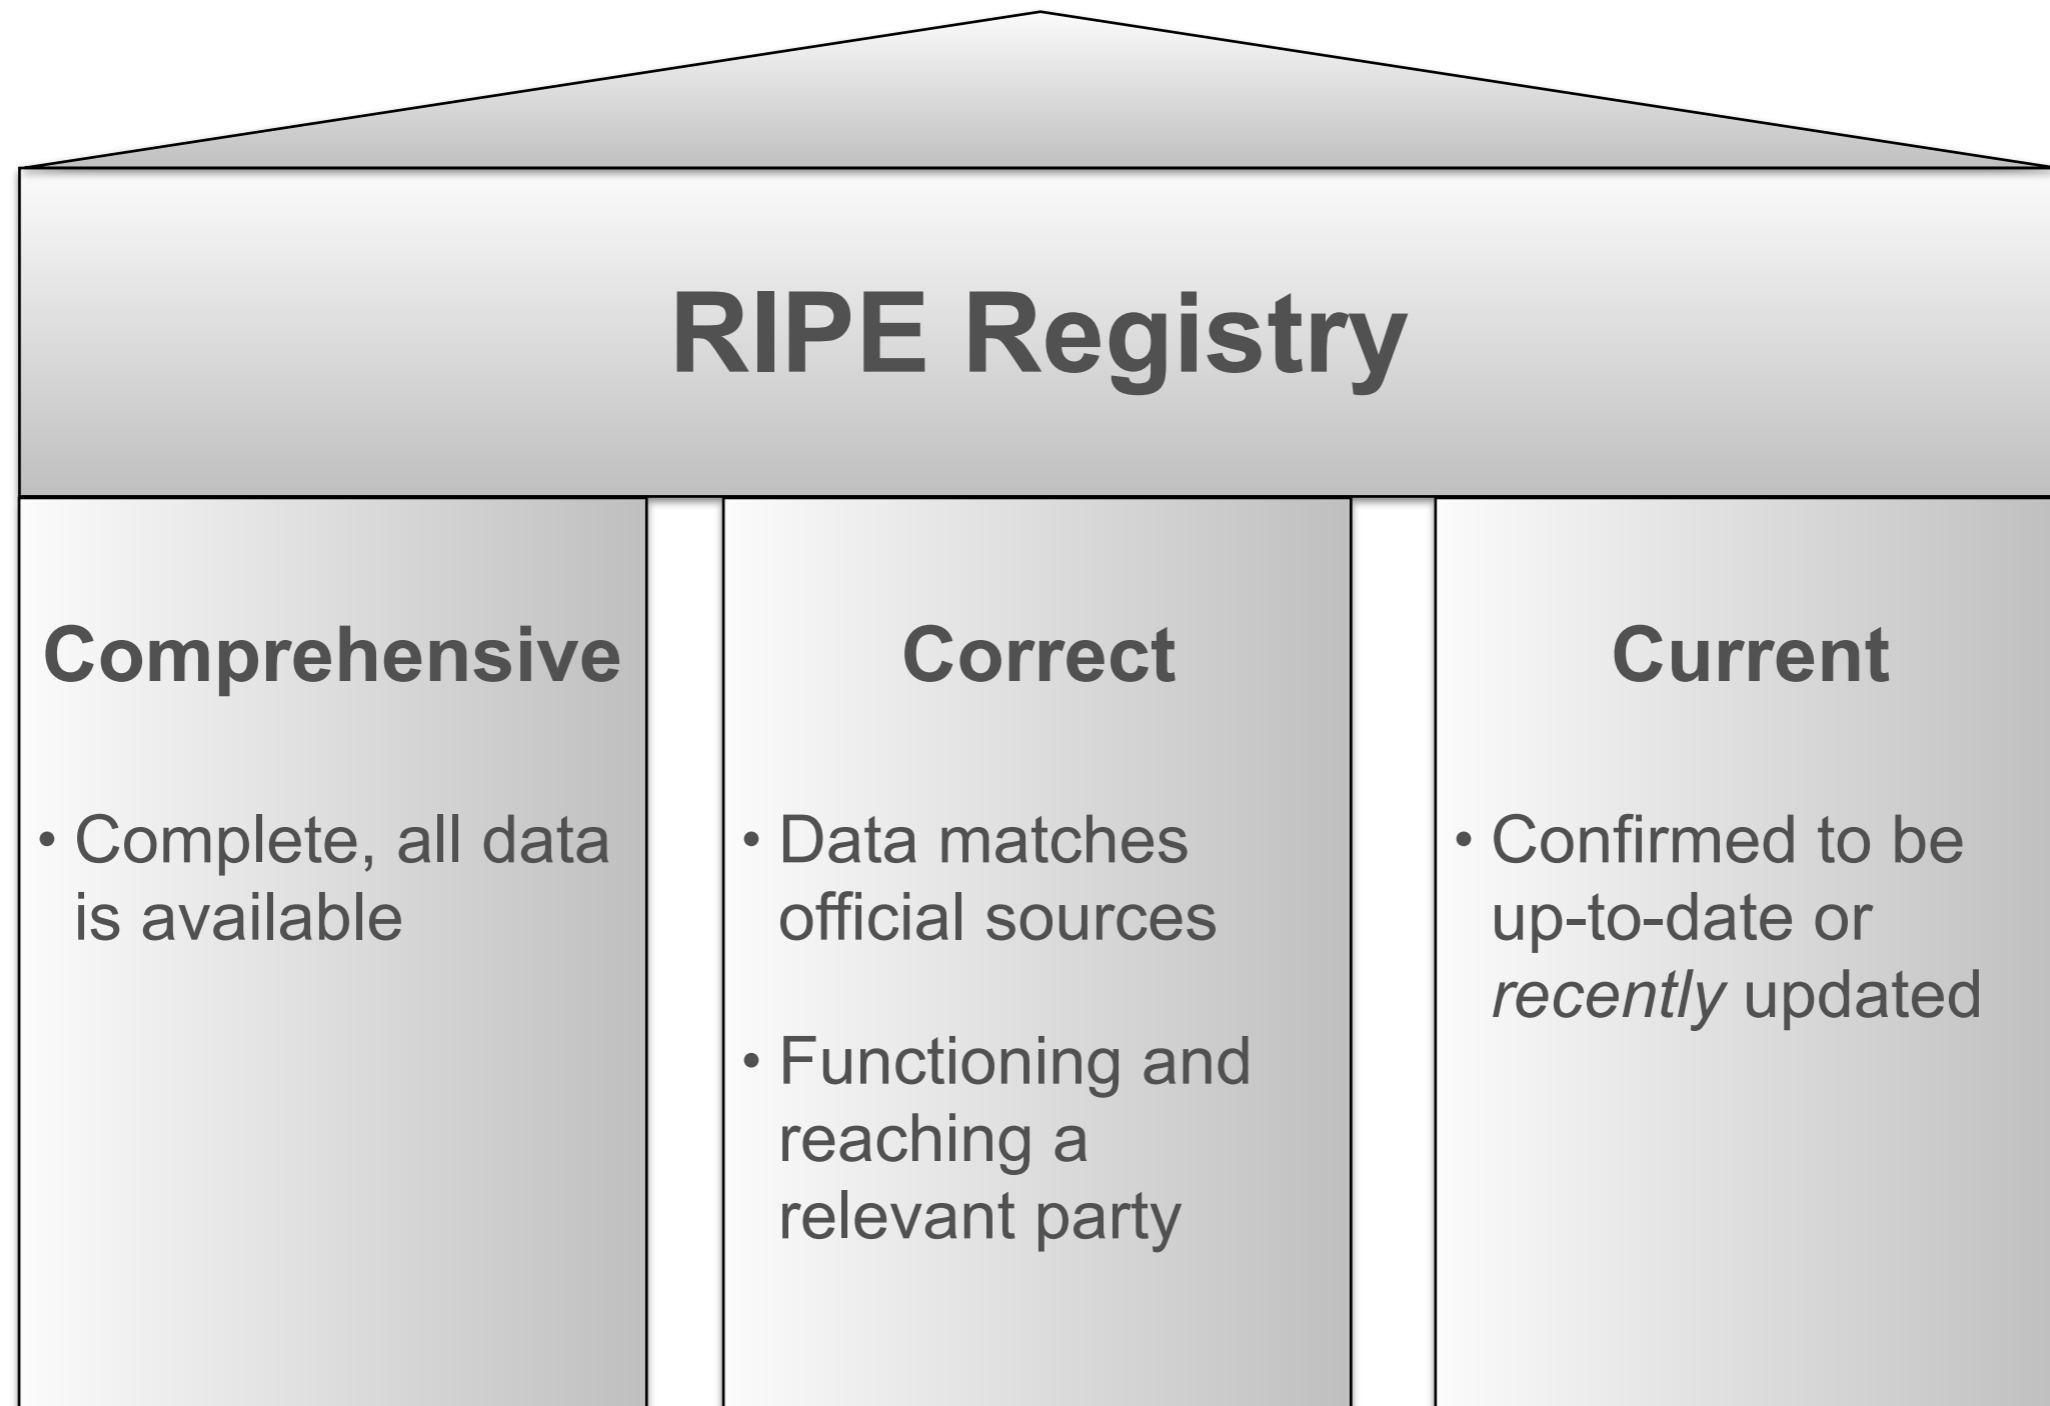 RIPE Registry
Comprehensive
• Complete, all data
is available
Correct
• Data matches
official sources
• Functioning and
reaching a
relevant party
Current
• Confirmed to be
up-to-date or
recently updated